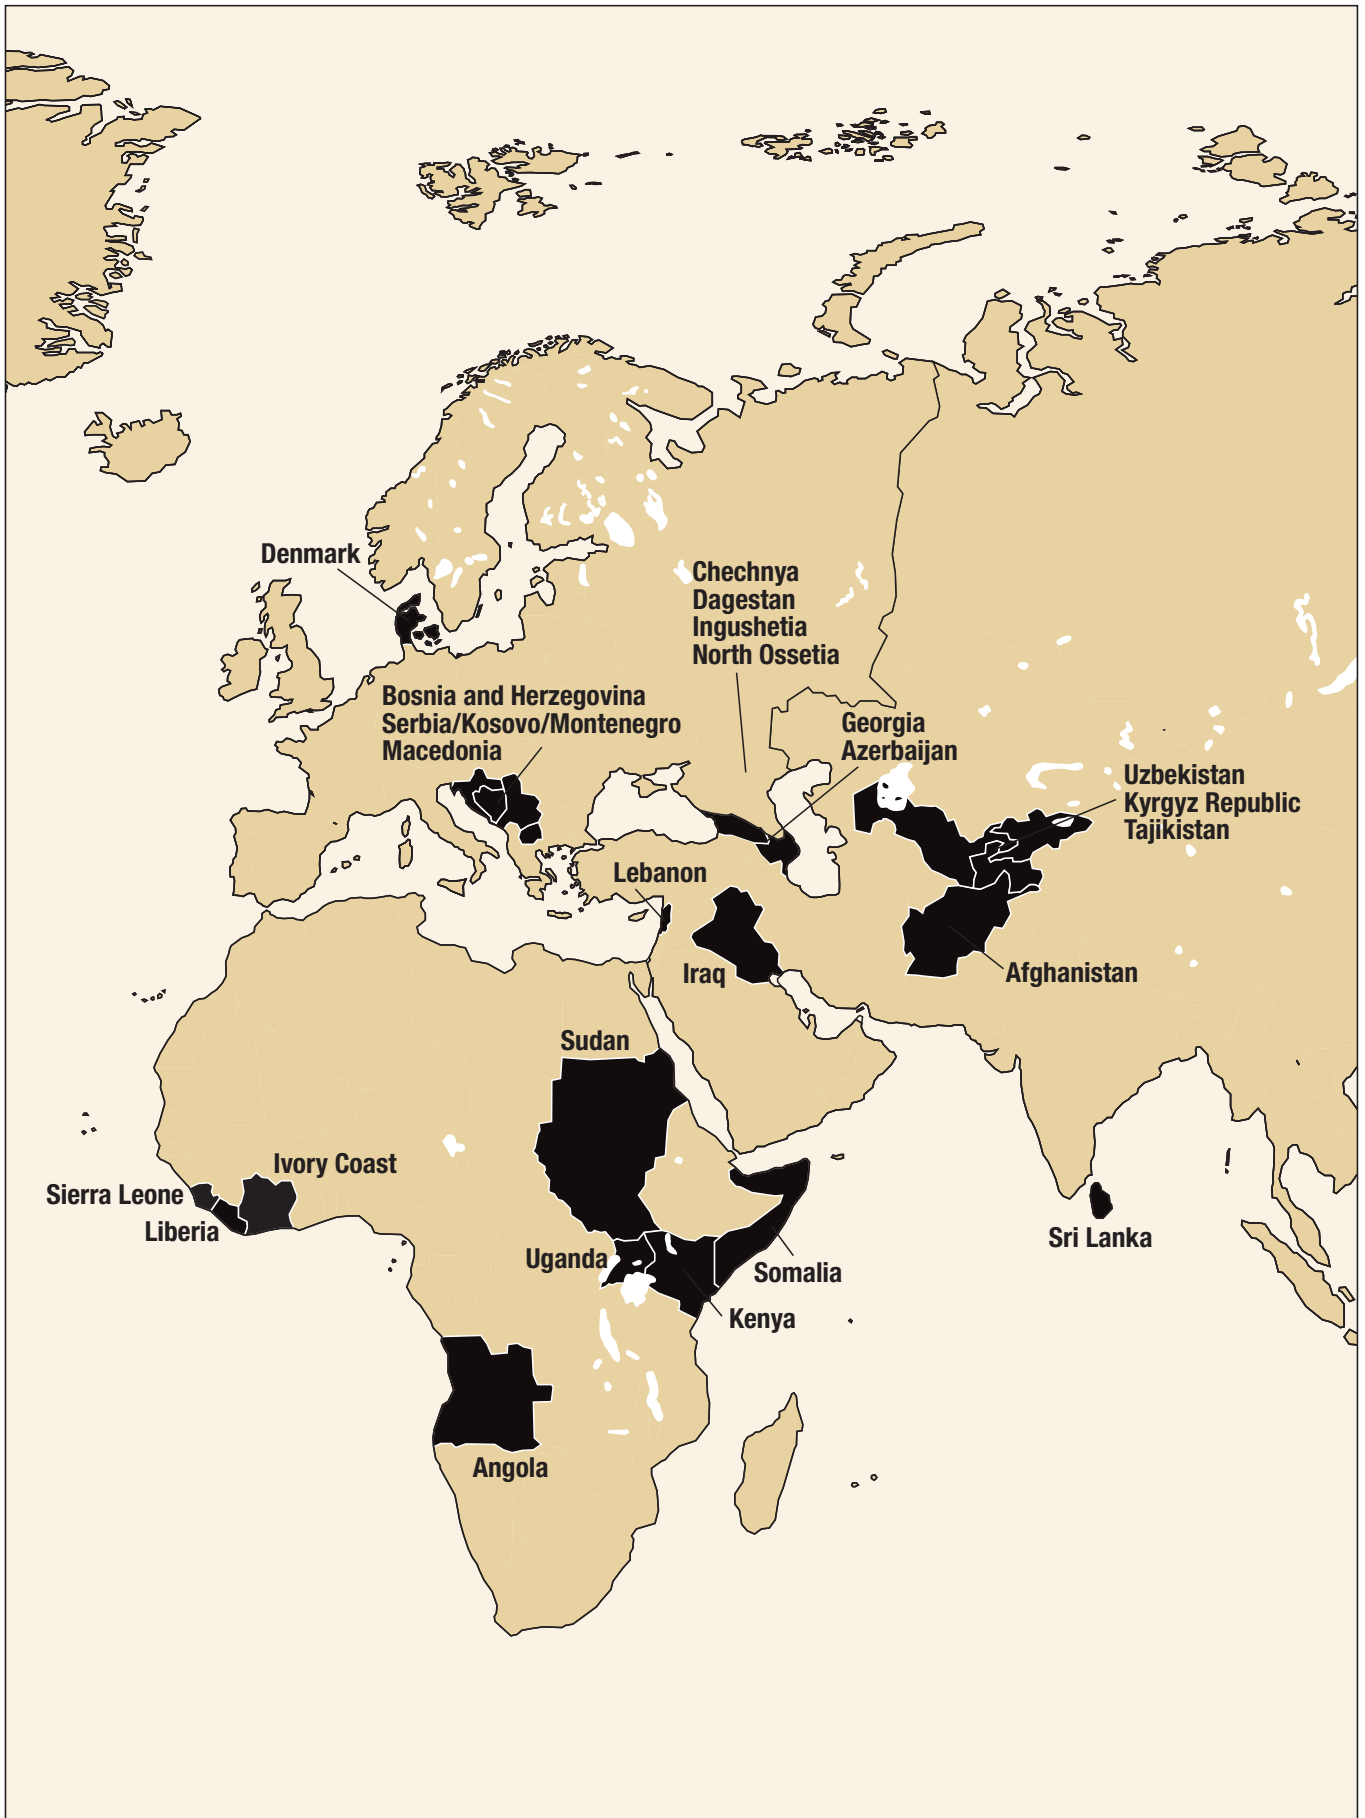 Denmark
Chechnya
Dagestan
Ingushetia
North Ossetia
Bosnia and Herzegovina
Serbia/Kosovo/Montenegro
Macedonia
Georgia
Azerbaijan
Uzbekistan
Kyrgyz Republic
Tajikistan
Lebanon
Iraq
Afghanistan
Sudan
Ivory Coast
Sierra Leone
Liberia
Sri Lanka
Uganda
Somalia
Kenya
Angola